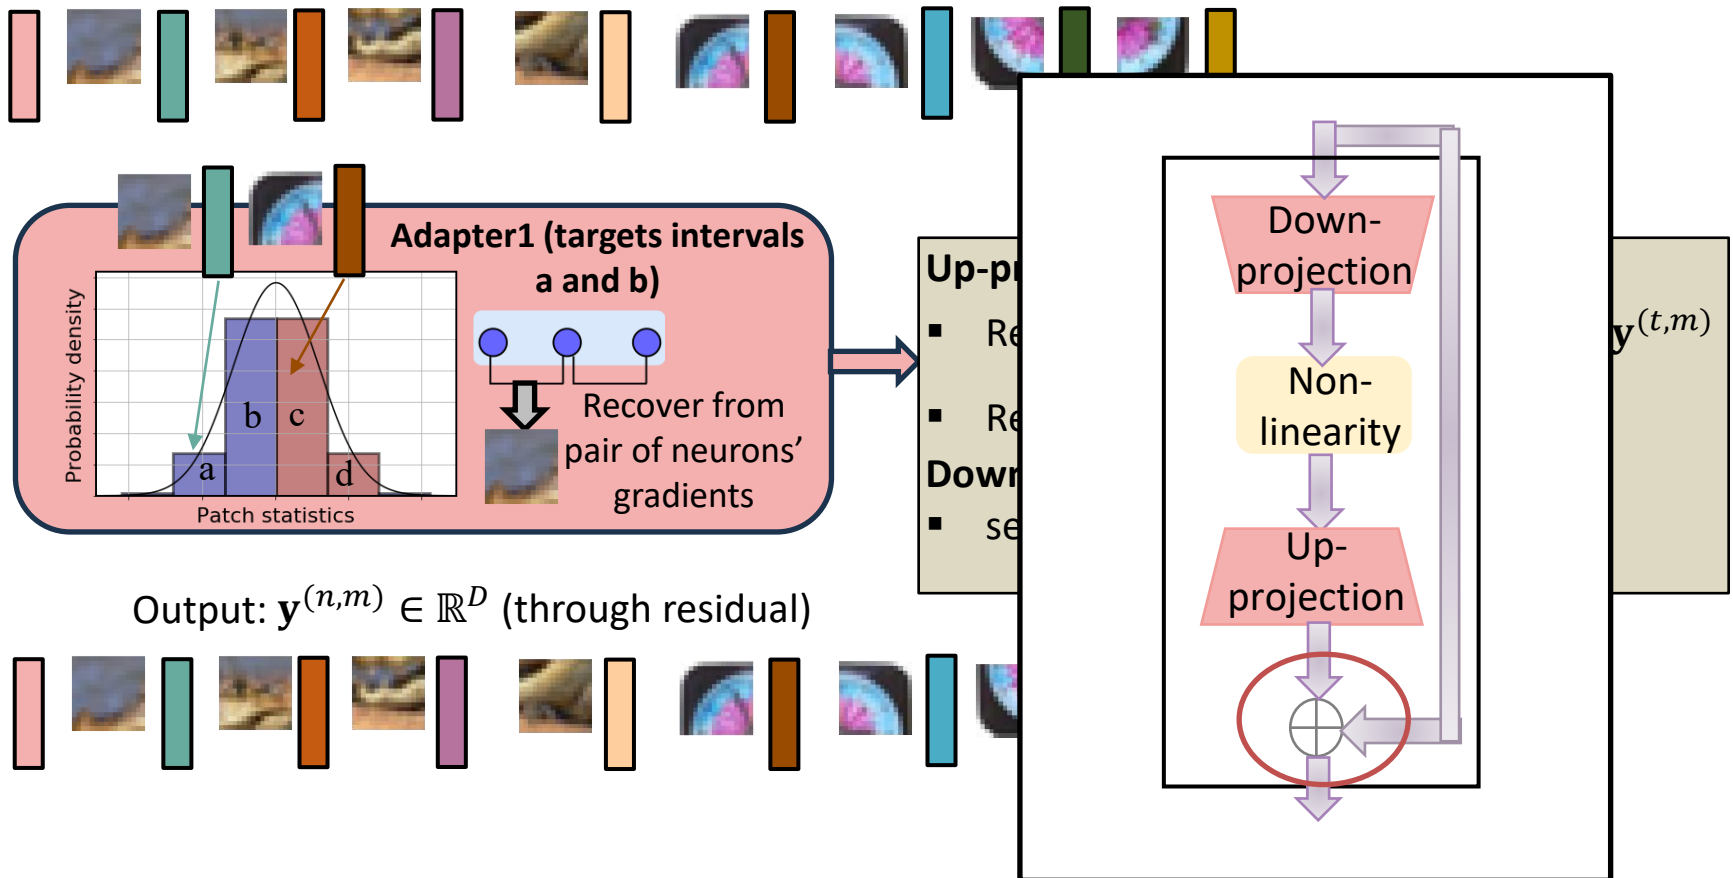 Adapter1 (targets intervals
a and b)
Probability density
a
b
c
d
Patch statistics
Recover from
pair of neurons’
gradients
Up-pr
▪ Re
▪ Re
Down
▪ se
y^(t,m)
Down-
projection
Non-
linearity
Up-
projection
Output: y^(n,m) ∈ ℝ^D (through residual)